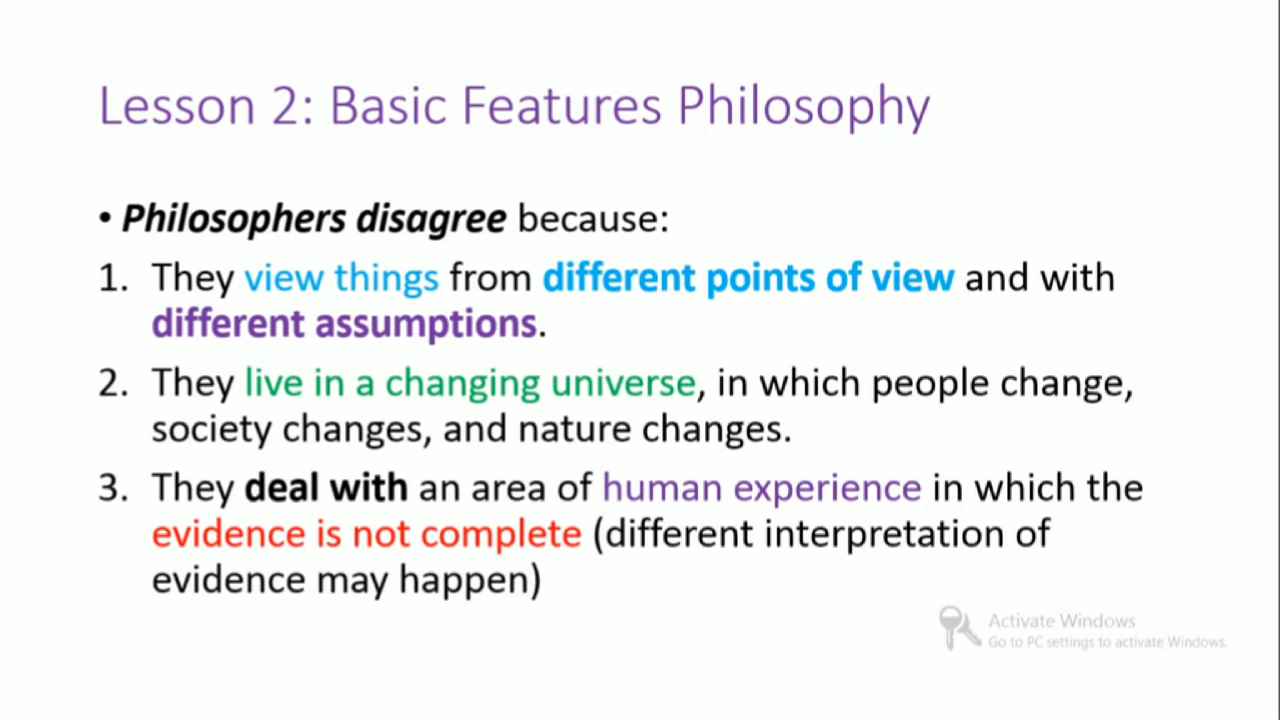 Lesson 2: Basic Features Philosophy
• Philosophers disagree because:
1. They view things from different points of view and with
different assumptions.
2. They live in a changing universe, in which people change,
society changes, and nature changes.
3. They deal with an area of human experience in which the
evidence is not complete (different interpretation of
evidence may happen)
Activate Windows
Go to PC settings to activate Windows.